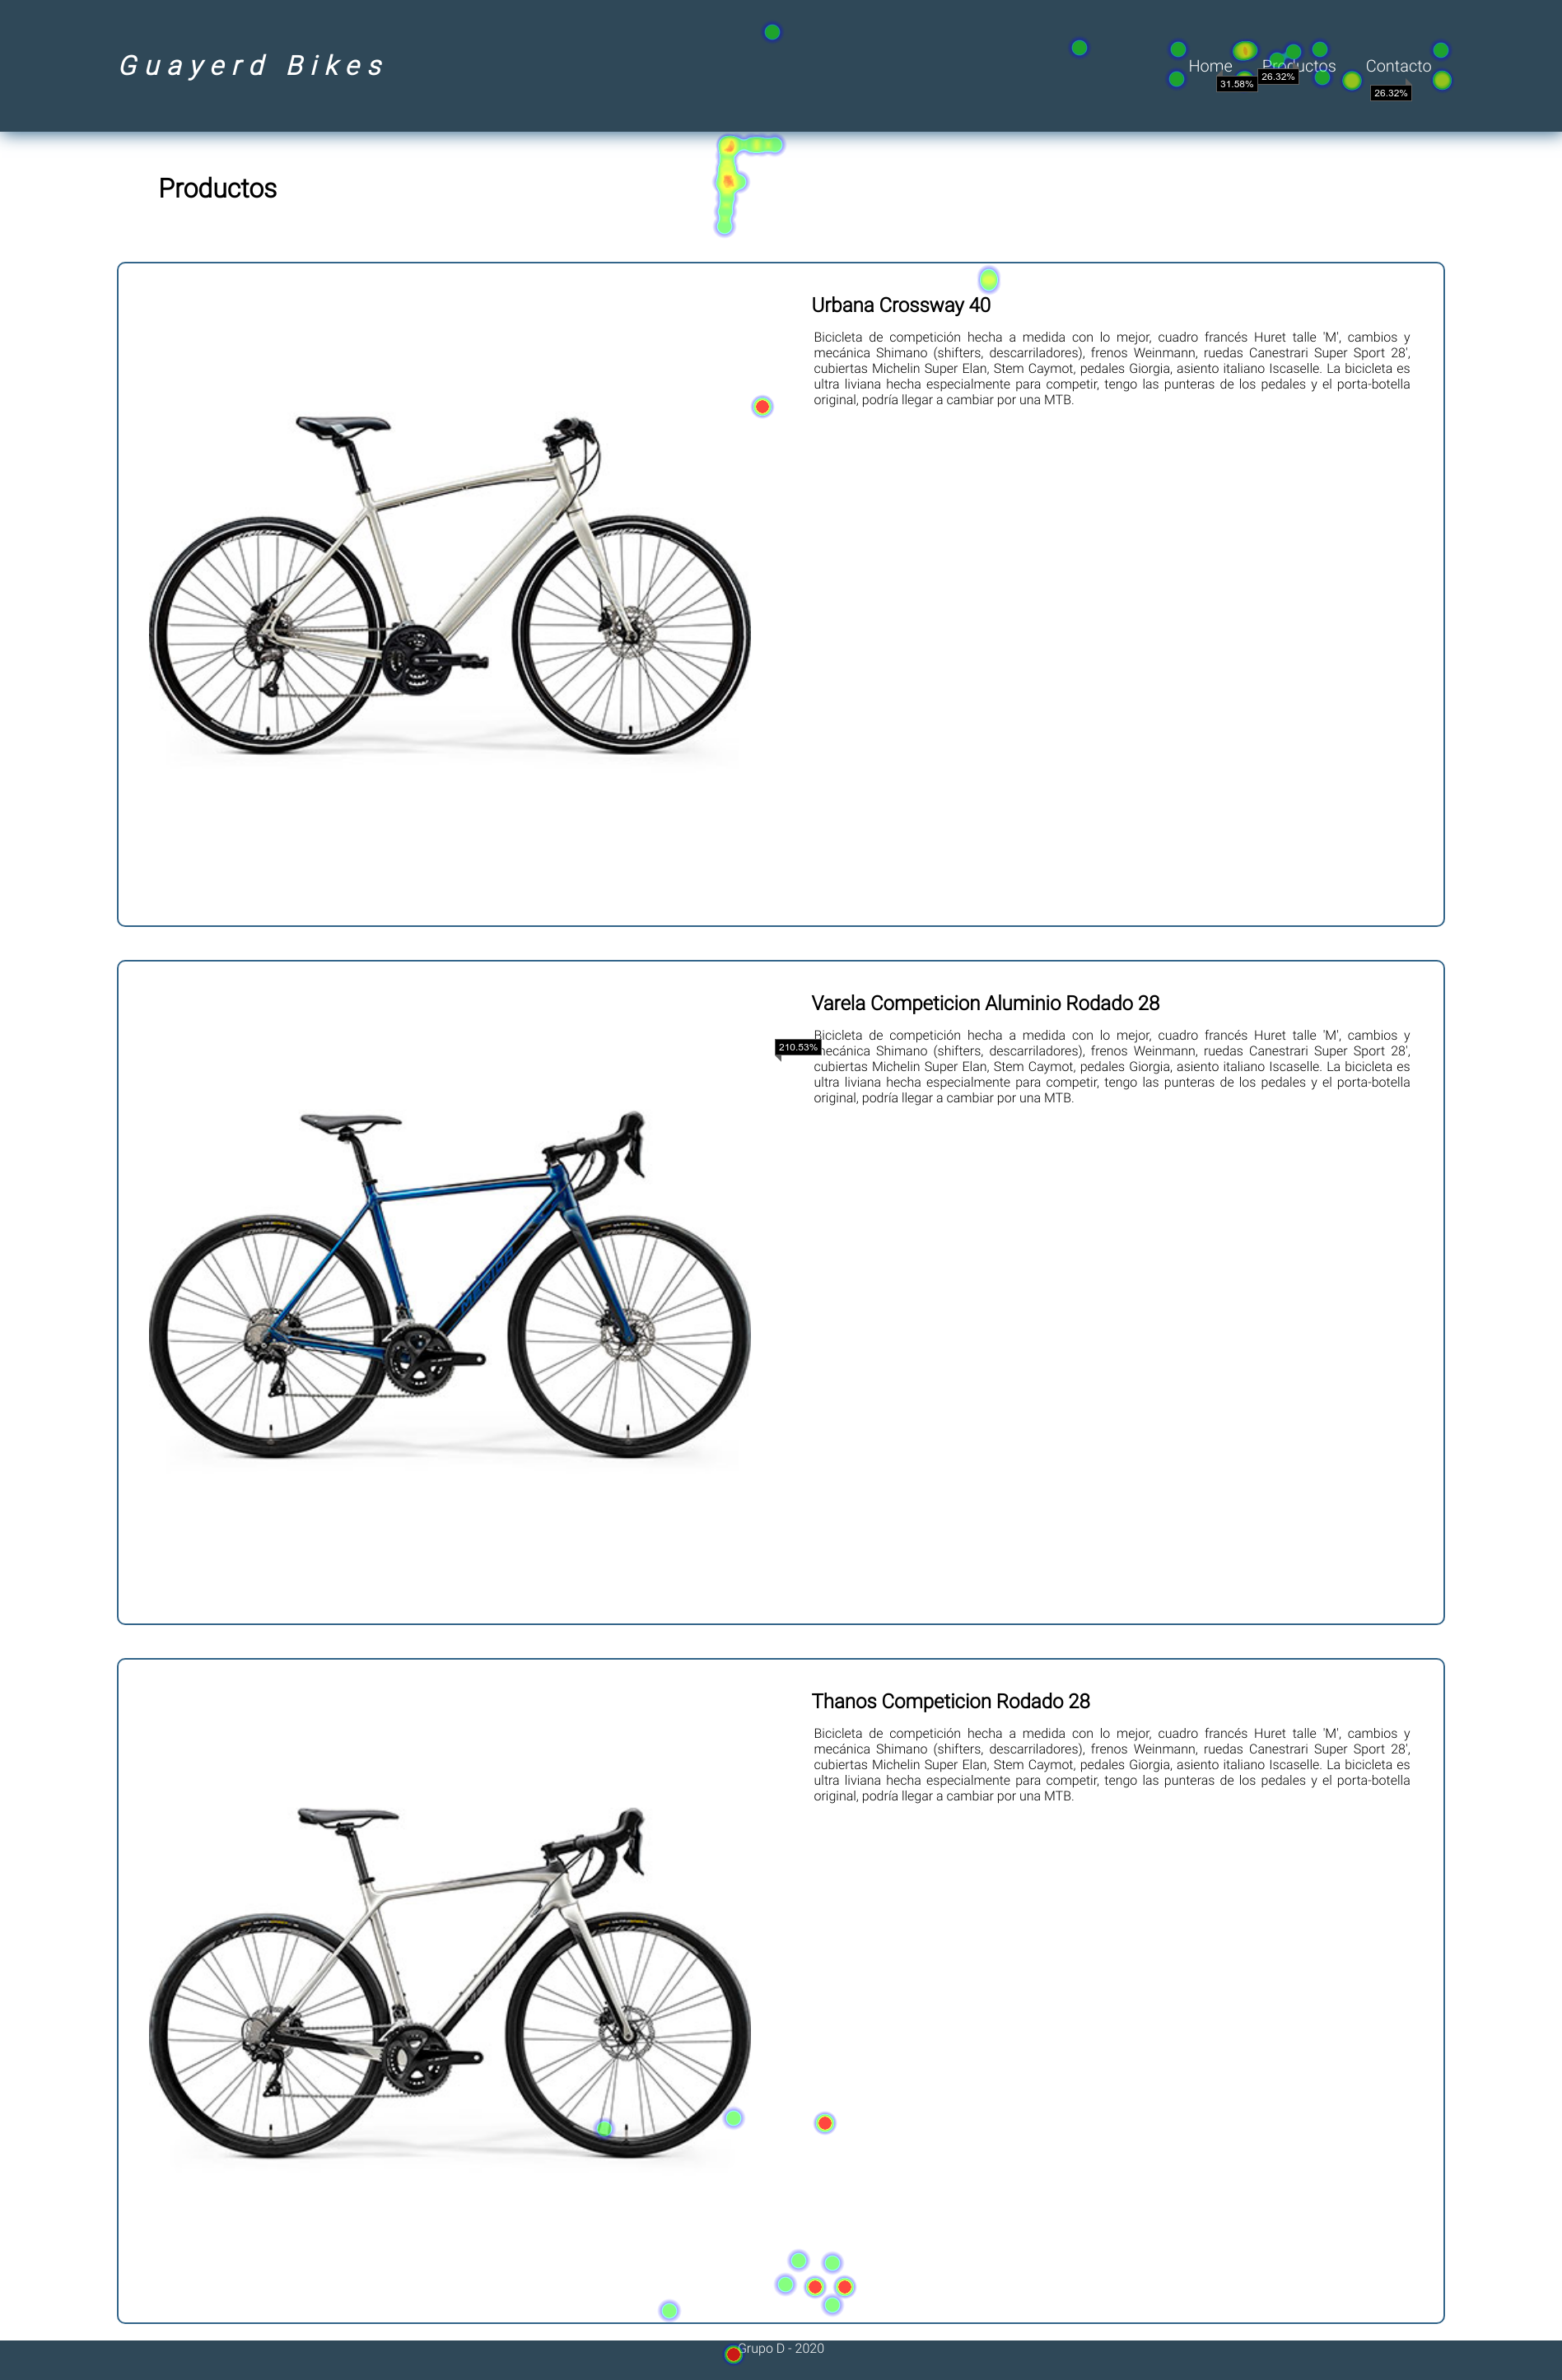 Guayerd Bikes
Home Productos Contacto
31.58% 26.32% 26.32%
Productos
Urbana Crossway 40
Bicicleta de competición hecha a medida con lo mejor, cuadro francés Huret talle 'M', cambios y
mecánica Shimano (shifters, descarriladores), frenos Weinmann, ruedas Canestrari Super Sport 28',
cubiertas Michelin Super Elan, Stem Caymot, pedales Giorgia, asiento italiano Iscaselle. La bicicleta es
ultra liviana hecha especialmente para competir, tengo las punteras de los pedales y el porta-botella
original, podría llegar a cambiar por una MTB.
Varela Competicion Aluminio Rodado 28
Bicicleta de competición hecha a medida con lo mejor, cuadro francés Huret talle 'M', cambios y
210.53%
mecánica Shimano (shifters, descarriladores), frenos Weinmann, ruedas Canestrari Super Sport 28',
cubiertas Michelin Super Elan, Stem Caymot, pedales Giorgia, asiento italiano Iscaselle. La bicicleta es
ultra liviana hecha especialmente para competir, tengo las punteras de los pedales y el porta-botella
original, podría llegar a cambiar por una MTB.
MERIDA
Thanos Competicion Rodado 28
Bicicleta de competición hecha a medida con lo mejor, cuadro francés Huret talle 'M', cambios y
mecánica Shimano (shifters, descarriladores), frenos Weinmann, ruedas Canestrari Super Sport 28',
cubiertas Michelin Super Elan, Stem Caymot, pedales Giorgia, asiento italiano Iscaselle. La bicicleta es
ultra liviana hecha especialmente para competir, tengo las punteras de los pedales y el porta-botella
original, podría llegar a cambiar por una MTB.
MERIDA
Grupo D - 2020